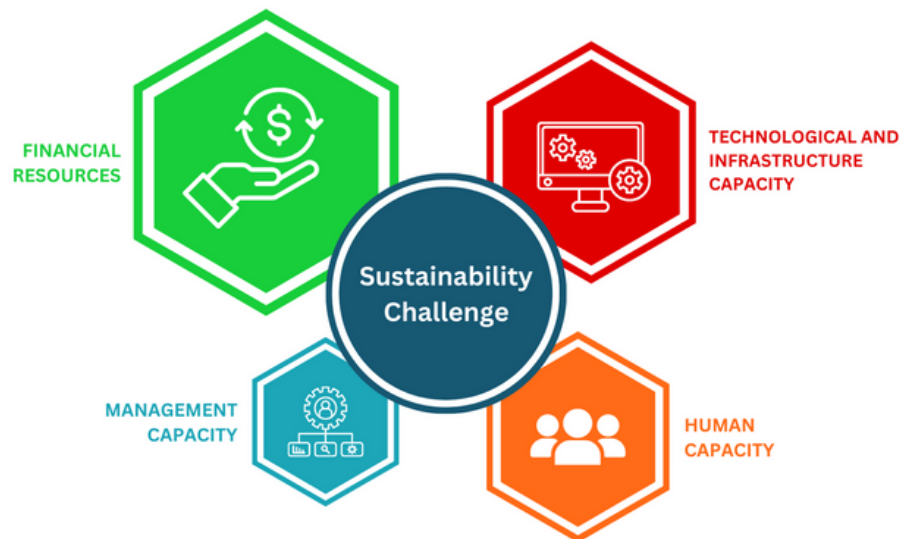 FINANCIAL
RESOURCES
TECHNOLOGICAL AND
INFRASTRUCTURE
CAPACITY
Sustainability
Challenge
MANAGEMENT
CAPACITY
HUMAN
CAPACITY
$